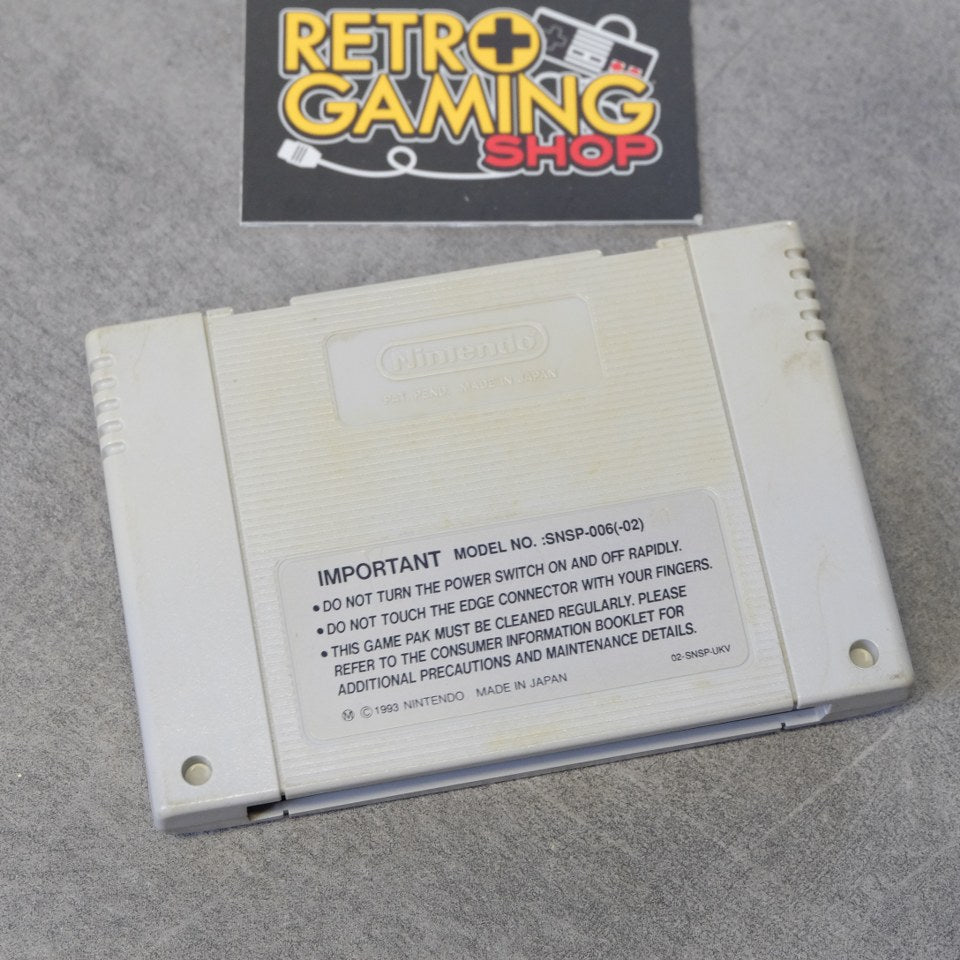 RETRO
GAMING
SHOP
Nintendo
PAT. PEND. MADE IN JAPAN
IMPORTANT MODEL NO. :SNSP-006(-02)
• DO NOT TURN THE POWER SWITCH ON AND OFF RAPIDLY.
• DO NOT TOUCH THE EDGE CONNECTOR WITH YOUR FINGERS.
• THIS GAME PAK MUST BE CLEANED REGULARLY. PLEASE
REFER TO THE CONSUMER INFORMATION BOOKLET FOR
ADDITIONAL PRECAUTIONS AND MAINTENANCE DETAILS.
02-SNSP-UKV
Ⓜ ©1993 NINTENDO MADE IN JAPAN